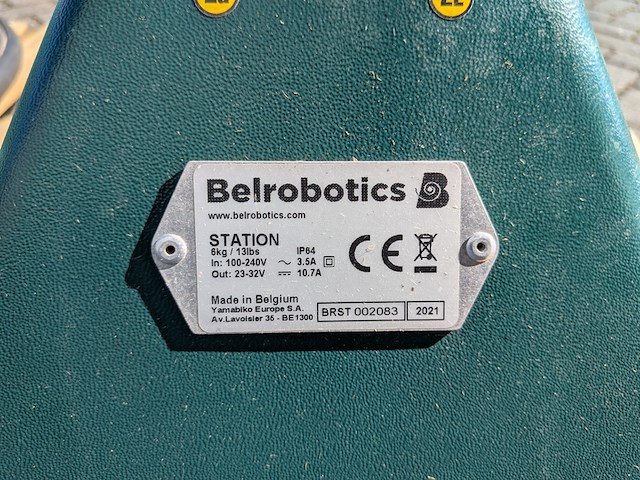 Belrobotics
www.belrobotics.com
STATION
6kg / 13lbs IP64
In: 100-240V 3.5A
Out: 23-32V 10.7A
CE
Made in Belgium
Yamabiko Europe S.A.
Av.Lavoisier 35 - BE1300
BRST 002083 2021